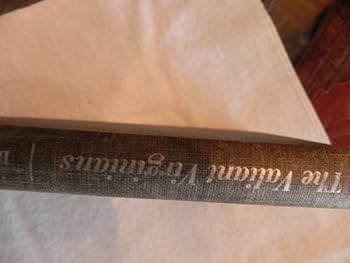 The Valiant Virginians